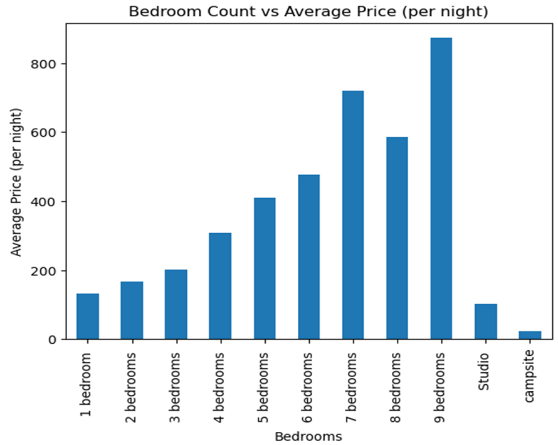 Bedroom Count vs Average Price (per night)
Average Price (per night)
800
600
400
200
0
1 bedroom
2 bedrooms
3 bedrooms
4 bedrooms
5 bedrooms
6 bedrooms
7 bedrooms
8 bedrooms
9 bedrooms
Studio
campsite
Bedrooms